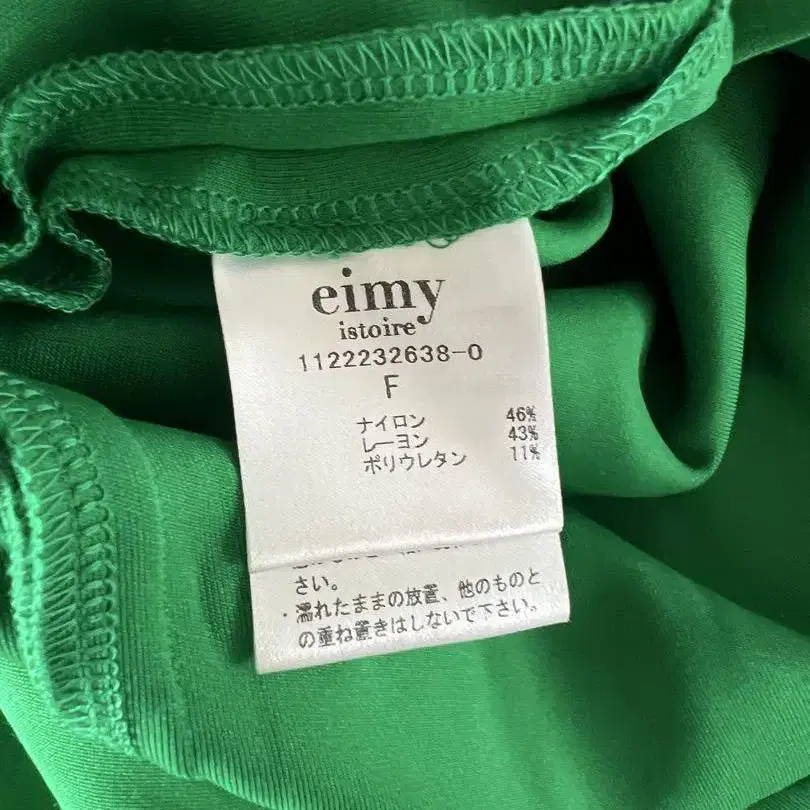 eimy
istoire
1122232638-0
F
ナイロン 46%
レーヨン 43%
ポリウレタン 11%
さい。
・濡れたままの放置、他のものと
の重ね置きはしないで下さい。